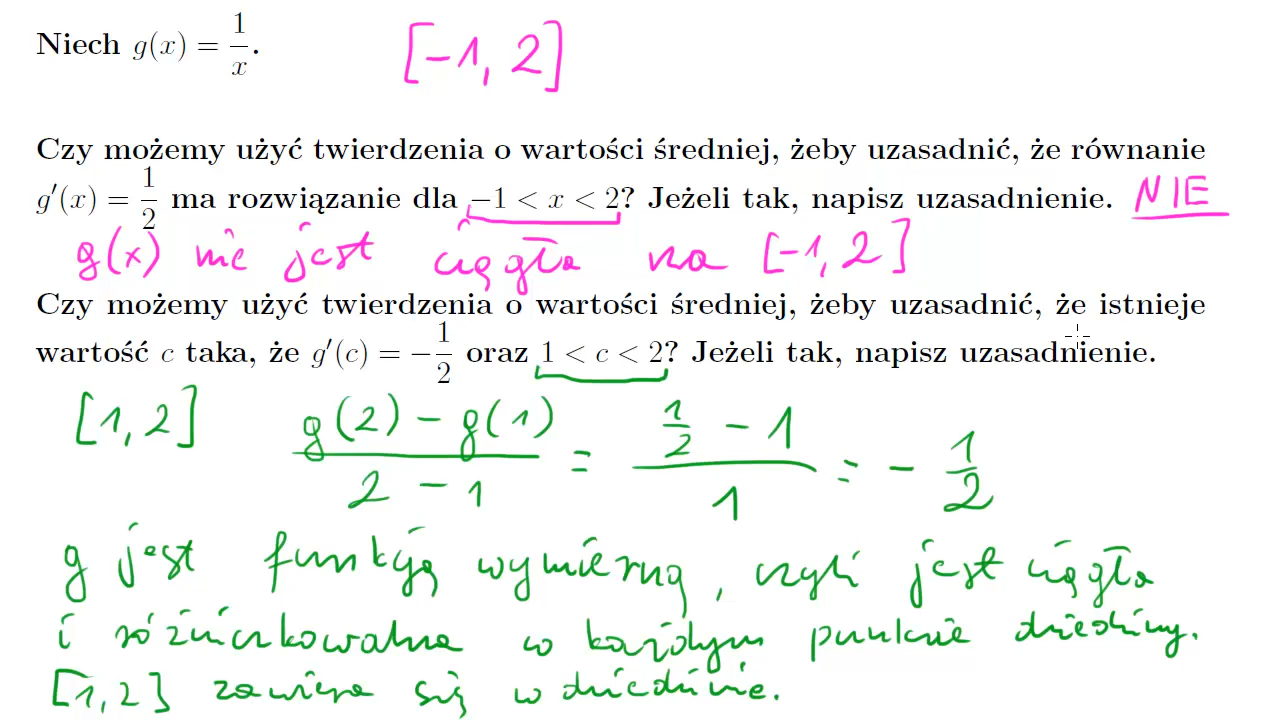 Niech g(x) = 1/x. [-1, 2]
Czy możemy użyć twierdzenia o wartości średniej, żeby uzasadnić, że równanie
g′(x) = 1/2 ma rozwiązanie dla −1 < x < 2? Jeżeli tak, napisz uzasadnienie. NIE
g(x) nie jest ciągła na [-1, 2]
Czy możemy użyć twierdzenia o wartości średniej, żeby uzasadnić, że istnieje
wartość c taka, że g′(c) = −1/2 oraz 1 < c < 2? Jeżeli tak, napisz uzasadnienie.
[1, 2] (g(2) − g(1))/(2 − 1) = (1/2 − 1)/1 = − 1/2
g jest funkcją wymierną, czyli jest ciągła
i różniczkowalna w każdym punkcie dziedziny.
[1, 2] zawiera się w dziedzinie.